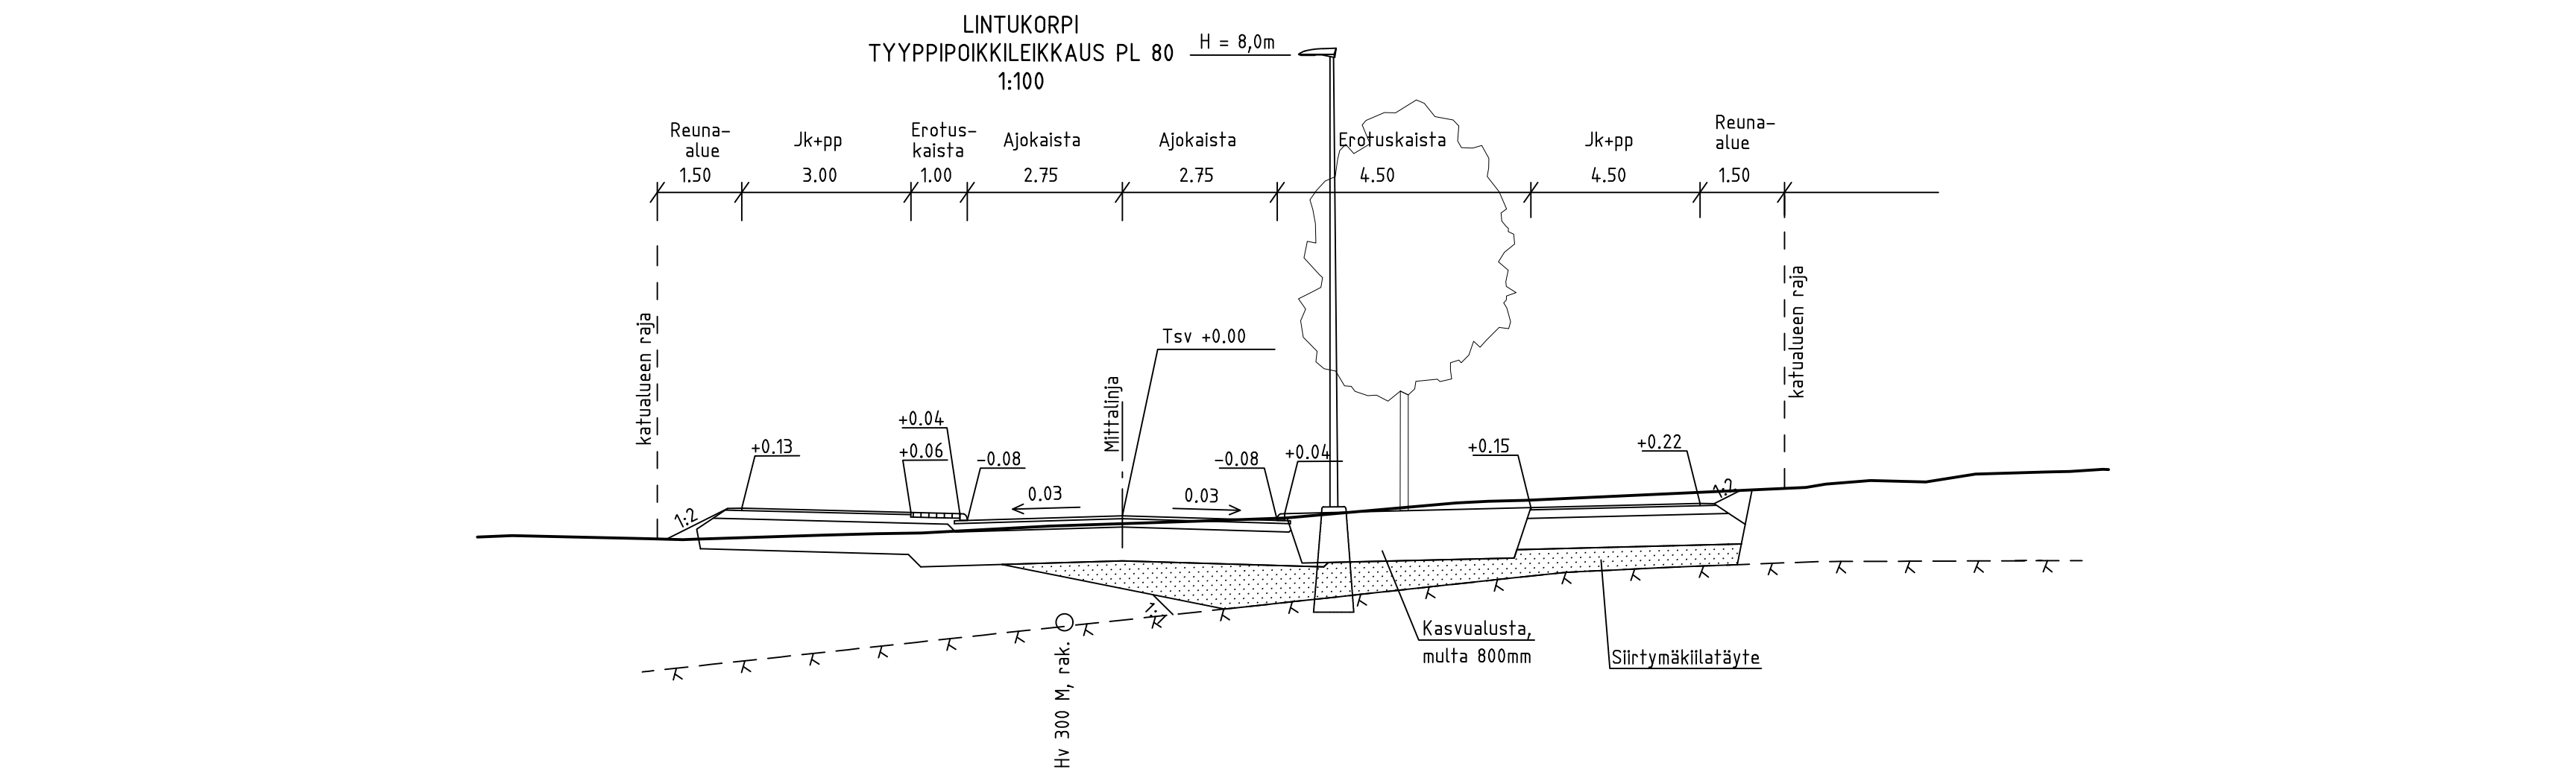 LINTUKORPI
TYYPPIPOIKKILEIKKAUS PL 80
1:100
H = 8,0m
Reuna-
alue
1.50
Jk+pp
3.00
Erotus-
kaista
1.00
Ajokaista
2.75
Ajokaista
2.75
Erotuskaista
4.50
Jk+pp
4.50
Reuna-
alue
1.50
katualueen raja
katualueen raja
Tsv +0.00
Mittalinja
+0.13
+0.04
+0.06
-0.08
0.03
0.03
-0.08
+0.04
+0.15
+0.22
1:2
1:2
Kasvualusta,
multa 800mm
Siirtymäkiilatäyte
Hv 300 M, rak.